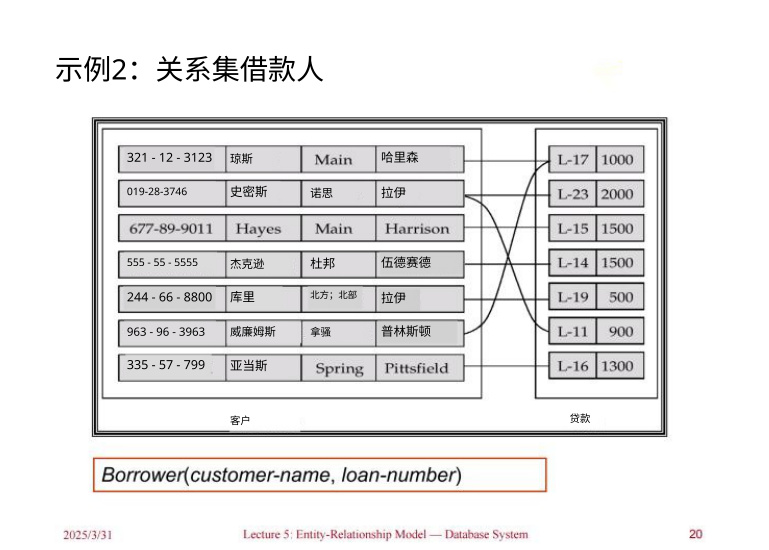 示例2：关系集借款人
321 - 12 - 3123 琼斯 Main 哈里森 L-17 1000
019-28-3746 史密斯 诺思 拉伊 L-23 2000
677-89-9011 Hayes Main Harrison L-15 1500
555 - 55 - 5555 杰克逊 杜邦 伍德赛德 L-14 1500
244 - 66 - 8800 库里 北方；北部 拉伊 L-19 500
963 - 96 - 3963 威廉姆斯 拿骚 普林斯顿 L-11 900
335 - 57 - 799 亚当斯 Spring Pittsfield L-16 1300
客户 贷款
Borrower(customer-name, loan-number)
2025/3/31 Lecture 5: Entity-Relationship Model — Database System 20